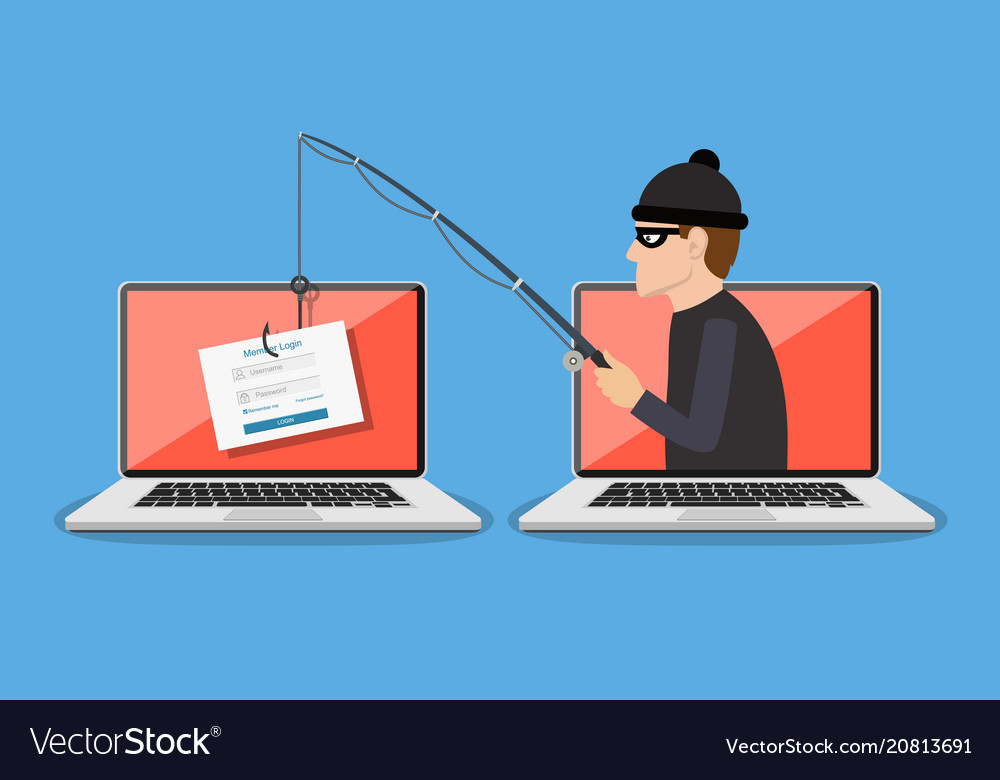 Member Login
Username
Password
Remember me Forgot password?
LOGIN
VectorStock®
VectorStock.com/20813691